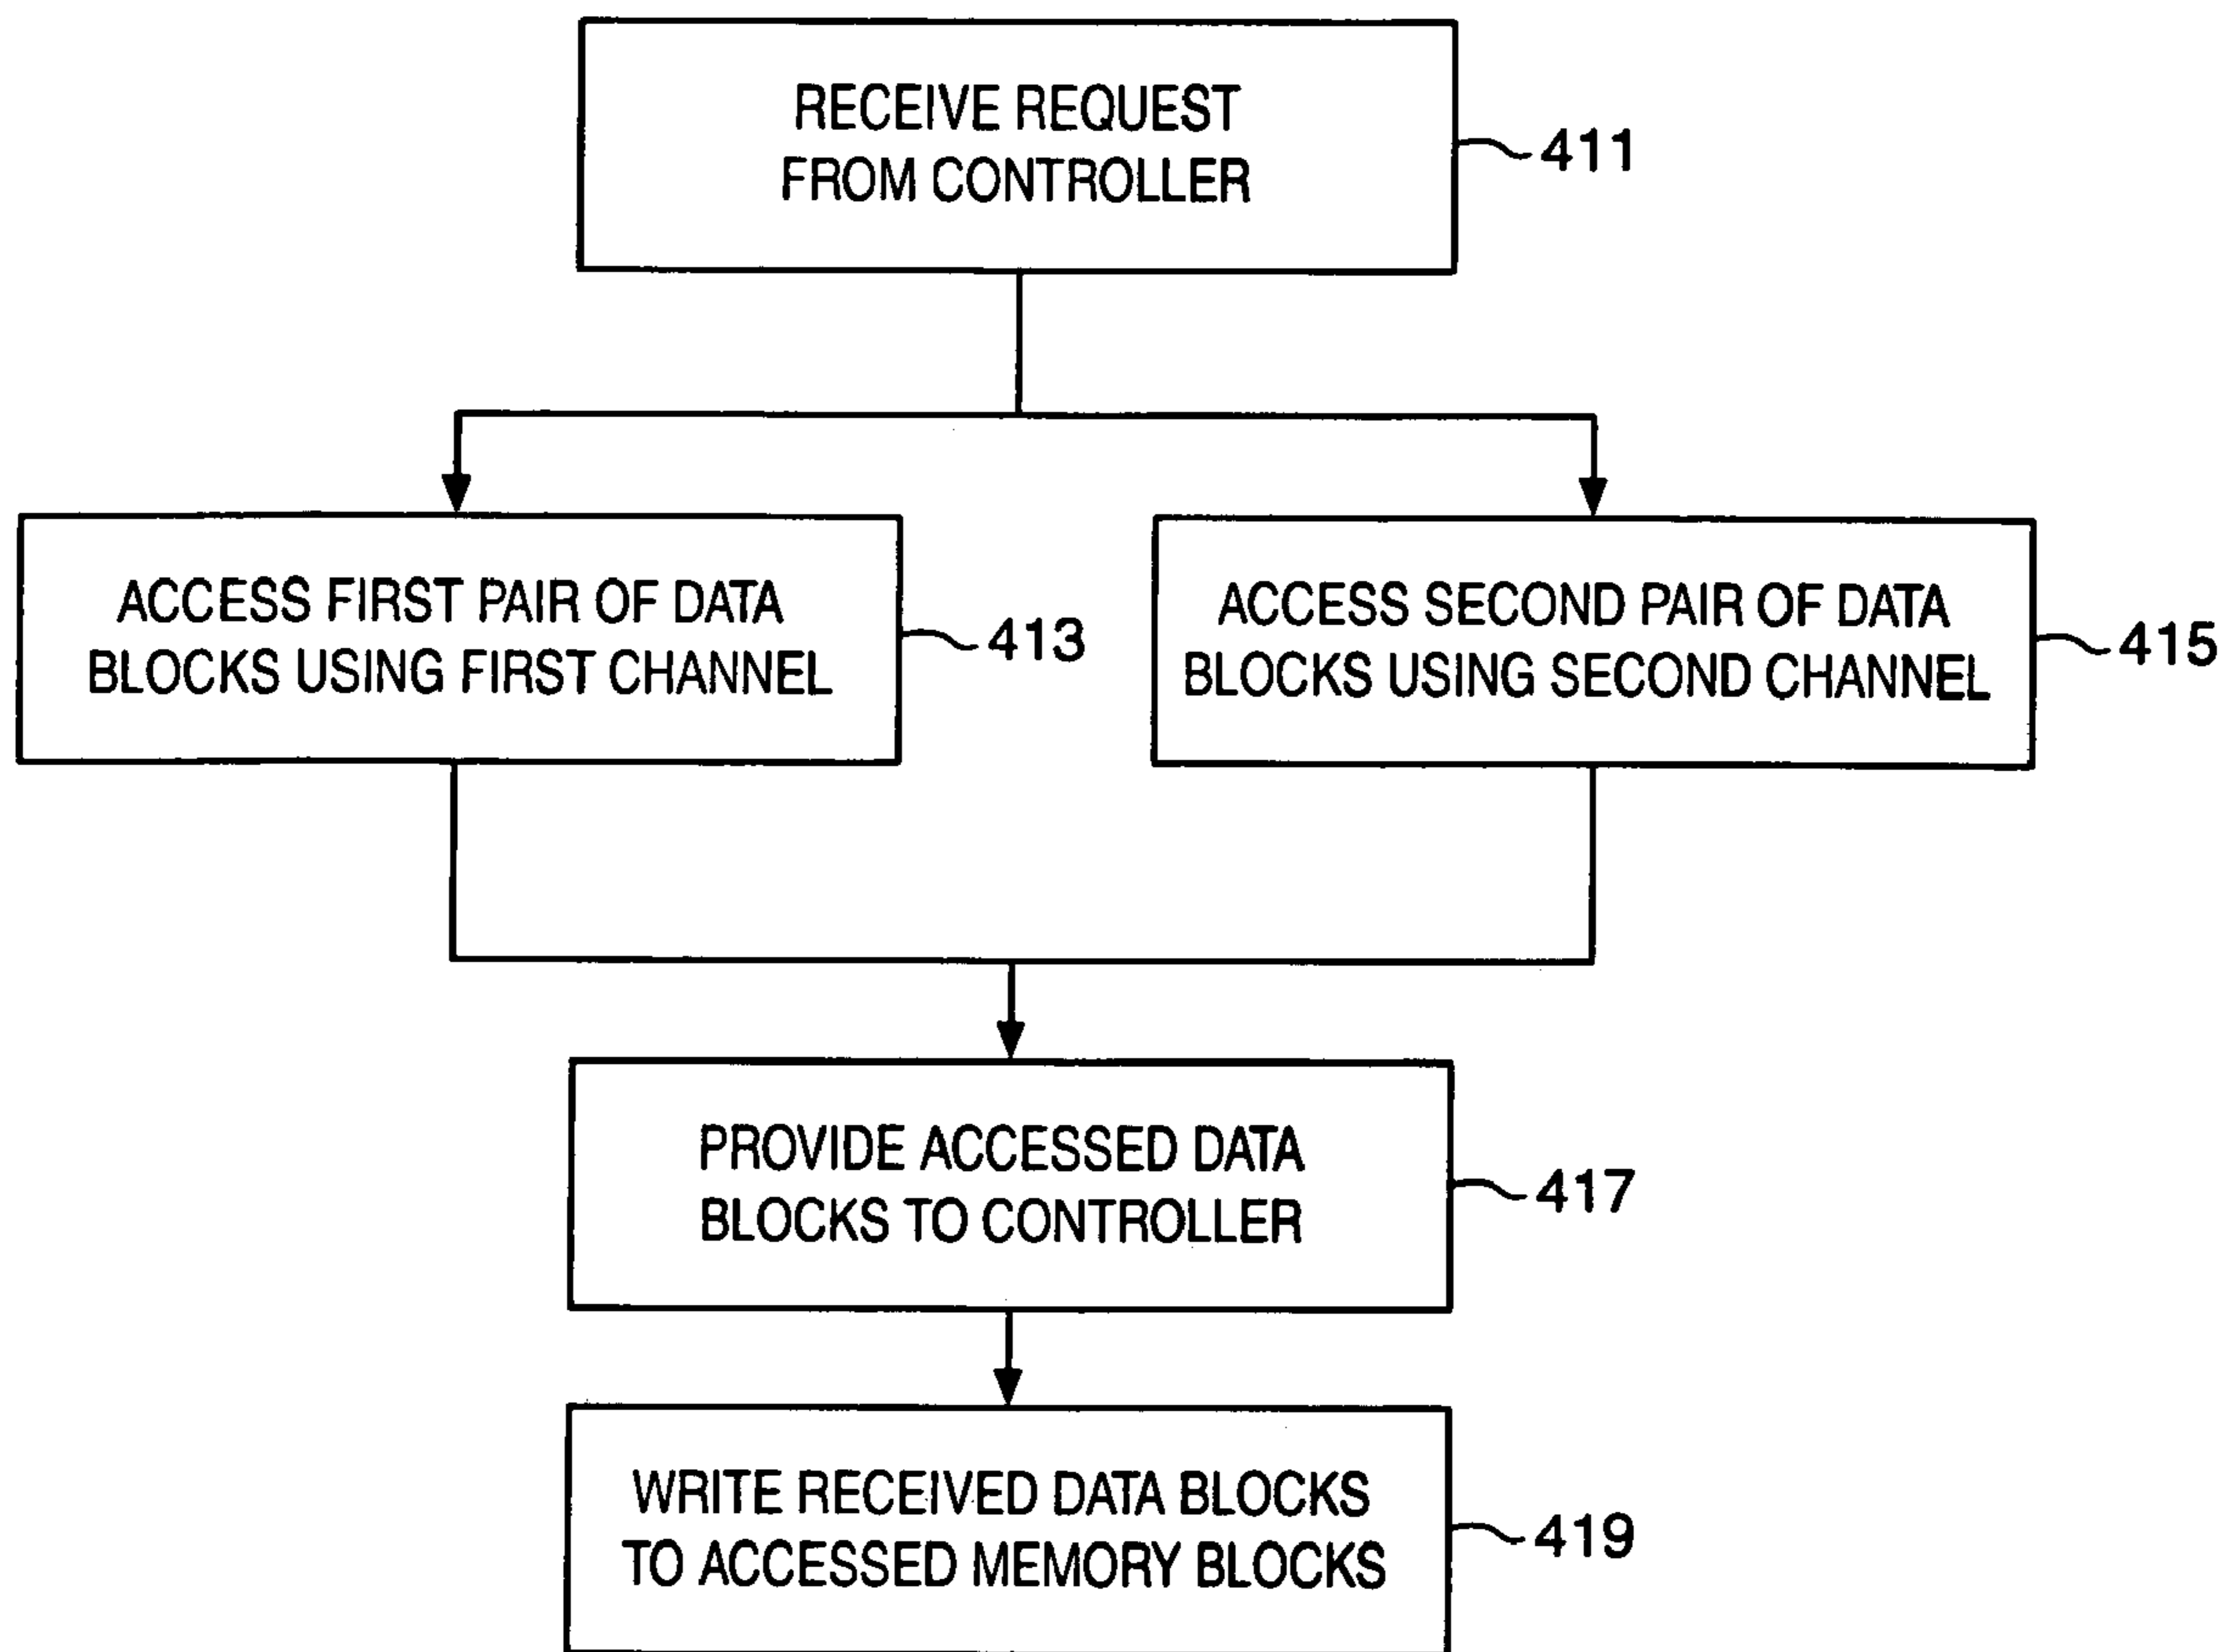 RECEIVE REQUEST
FROM CONTROLLER
411
ACCESS FIRST PAIR OF DATA
BLOCKS USING FIRST CHANNEL
413
ACCESS SECOND PAIR OF DATA
BLOCKS USING SECOND CHANNEL
415
PROVIDE ACCESSED DATA
BLOCKS TO CONTROLLER
417
WRITE RECEIVED DATA BLOCKS
TO ACCESSED MEMORY BLOCKS
419